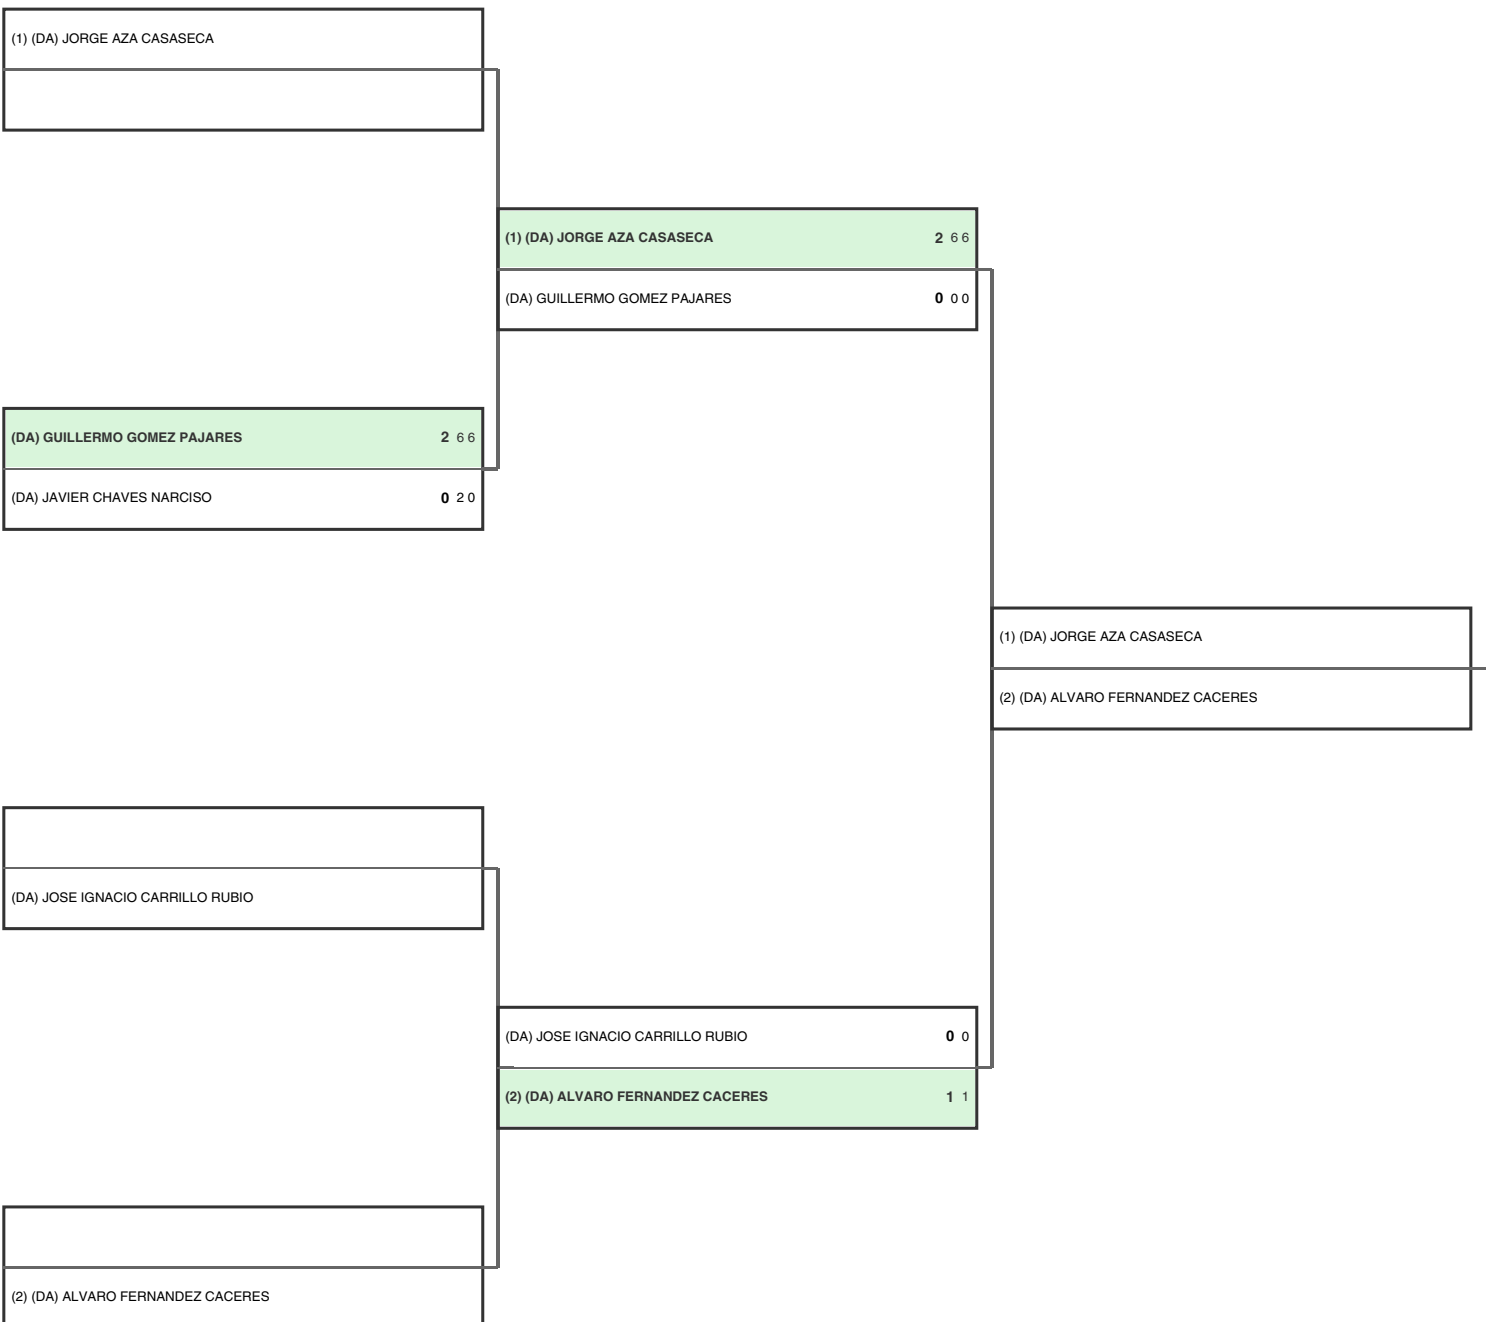 (1) (DA) JORGE AZA CASASECA
(1) (DA) JORGE AZA CASASECA 2 6 6
(DA) GUILLERMO GOMEZ PAJARES 0 0 0
(DA) GUILLERMO GOMEZ PAJARES 2 6 6
(DA) JAVIER CHAVES NARCISO 0 2 0
(1) (DA) JORGE AZA CASASECA
(2) (DA) ALVARO FERNANDEZ CACERES
(DA) JOSE IGNACIO CARRILLO RUBIO
(DA) JOSE IGNACIO CARRILLO RUBIO 0 0
(2) (DA) ALVARO FERNANDEZ CACERES 1 1
(2) (DA) ALVARO FERNANDEZ CACERES